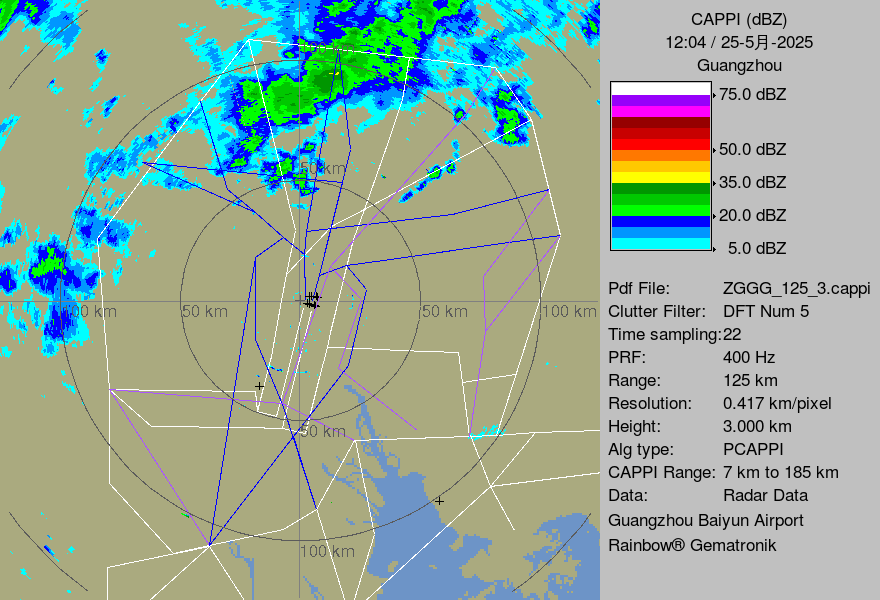 CAPPI (dBZ)
12:04 / 25-5月-2025
Guangzhou
75.0 dBZ
50.0 dBZ
35.0 dBZ
20.0 dBZ
5.0 dBZ
Pdf File: ZGGG_125_3.cappi
Clutter Filter: DFT Num 5
Time sampling:22
PRF: 400 Hz
Range: 125 km
Resolution: 0.417 km/pixel
Height: 3.000 km
Alg type: PCAPPI
CAPPI Range: 7 km to 185 km
Data: Radar Data
Guangzhou Baiyun Airport
Rainbow® Gematronik
100 km
50 km
100 km
50 km
50 km
100 km
50 km
100 km